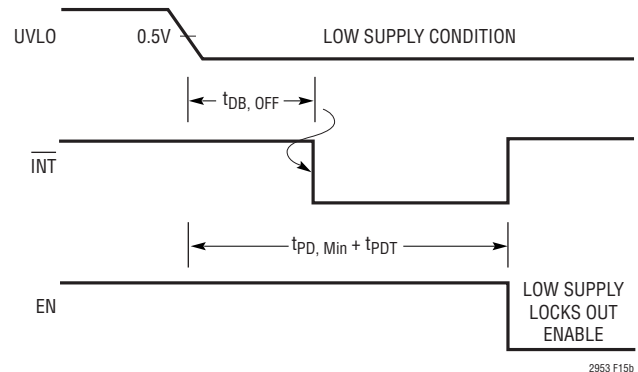 UVLO
0.5V
LOW SUPPLY CONDITION
tDB, OFF
INT
tPD, Min + tPDT
EN
LOW SUPPLY
LOCKS OUT
ENABLE
2953 F15b